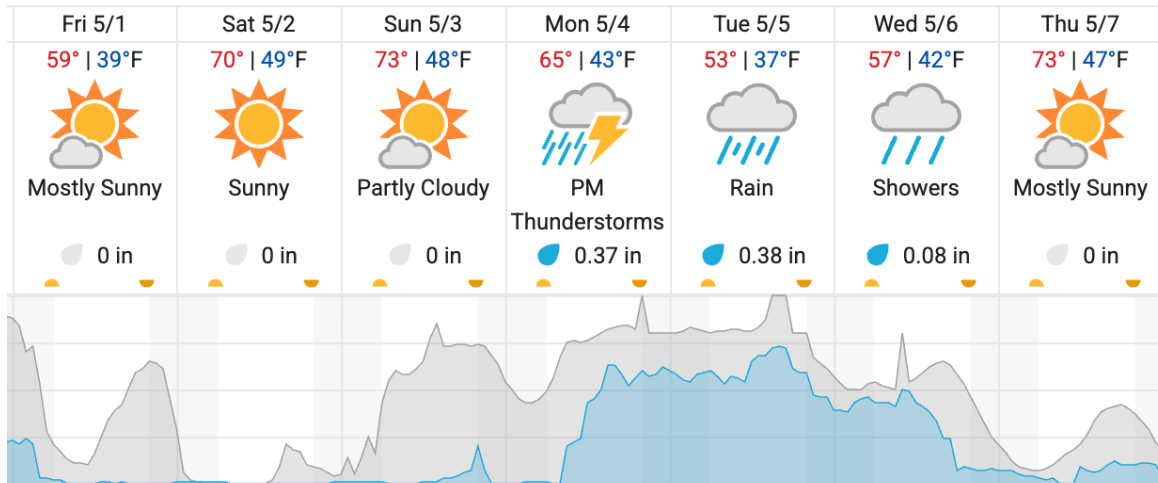 Fri 5/1 Sat 5/2 Sun 5/3 Mon 5/4 Tue 5/5 Wed 5/6 Thu 5/7
59° | 39°F 70° | 49°F 73° | 48°F 65° | 43°F 53° | 37°F 57° | 42°F 73° | 47°F
Mostly Sunny Sunny Partly Cloudy PM Rain Showers Mostly Sunny
Thunderstorms
0 in 0 in 0 in 0.37 in 0.38 in 0.08 in 0 in